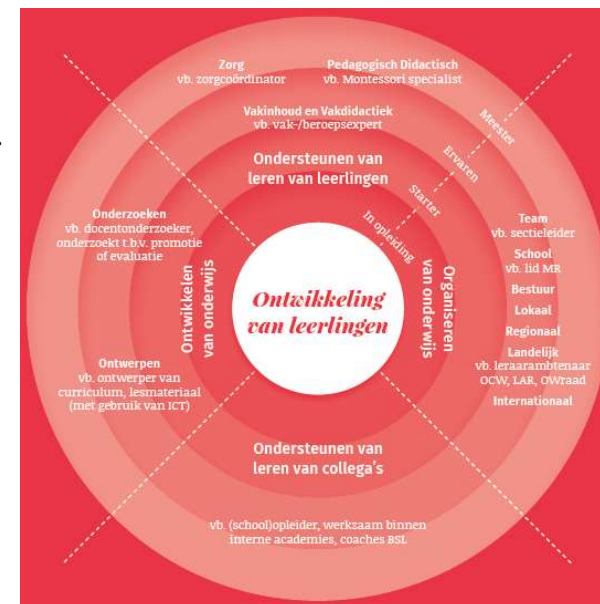 Zorg
vb. zorgcoördinator
Pedagogisch Didactisch
vb. Montessori specialist
Vakinhoud en Vakdidactiek
vb. vak-/beroepsexpert
Ondersteunen van
leren van leerlingen
Meester
Ervaren
Starter
In opleiding
Onderzoeken
vb. docentonderzoeker,
onderzoekt t.b.v. promotie
of evaluatie
Ontwikkelen
van onderwijs
Ontwerpen
vb. ontwerper van
curriculum, lesmateriaal
(met gebruik van ICT)
Ontwikkeling
van leerlingen
Organiseren
van onderwijs
Team
vb. sectieleider
School
vb. lid MR
Bestuur
Lokaal
Regionaal
Landelijk
vb. leraarambtenaar
OCW, LAR, OWraad
Internationaal
Ondersteunen van
leren van collega's
vb. (school)opleider, werkzaam binnen
interne academies, coaches BSL